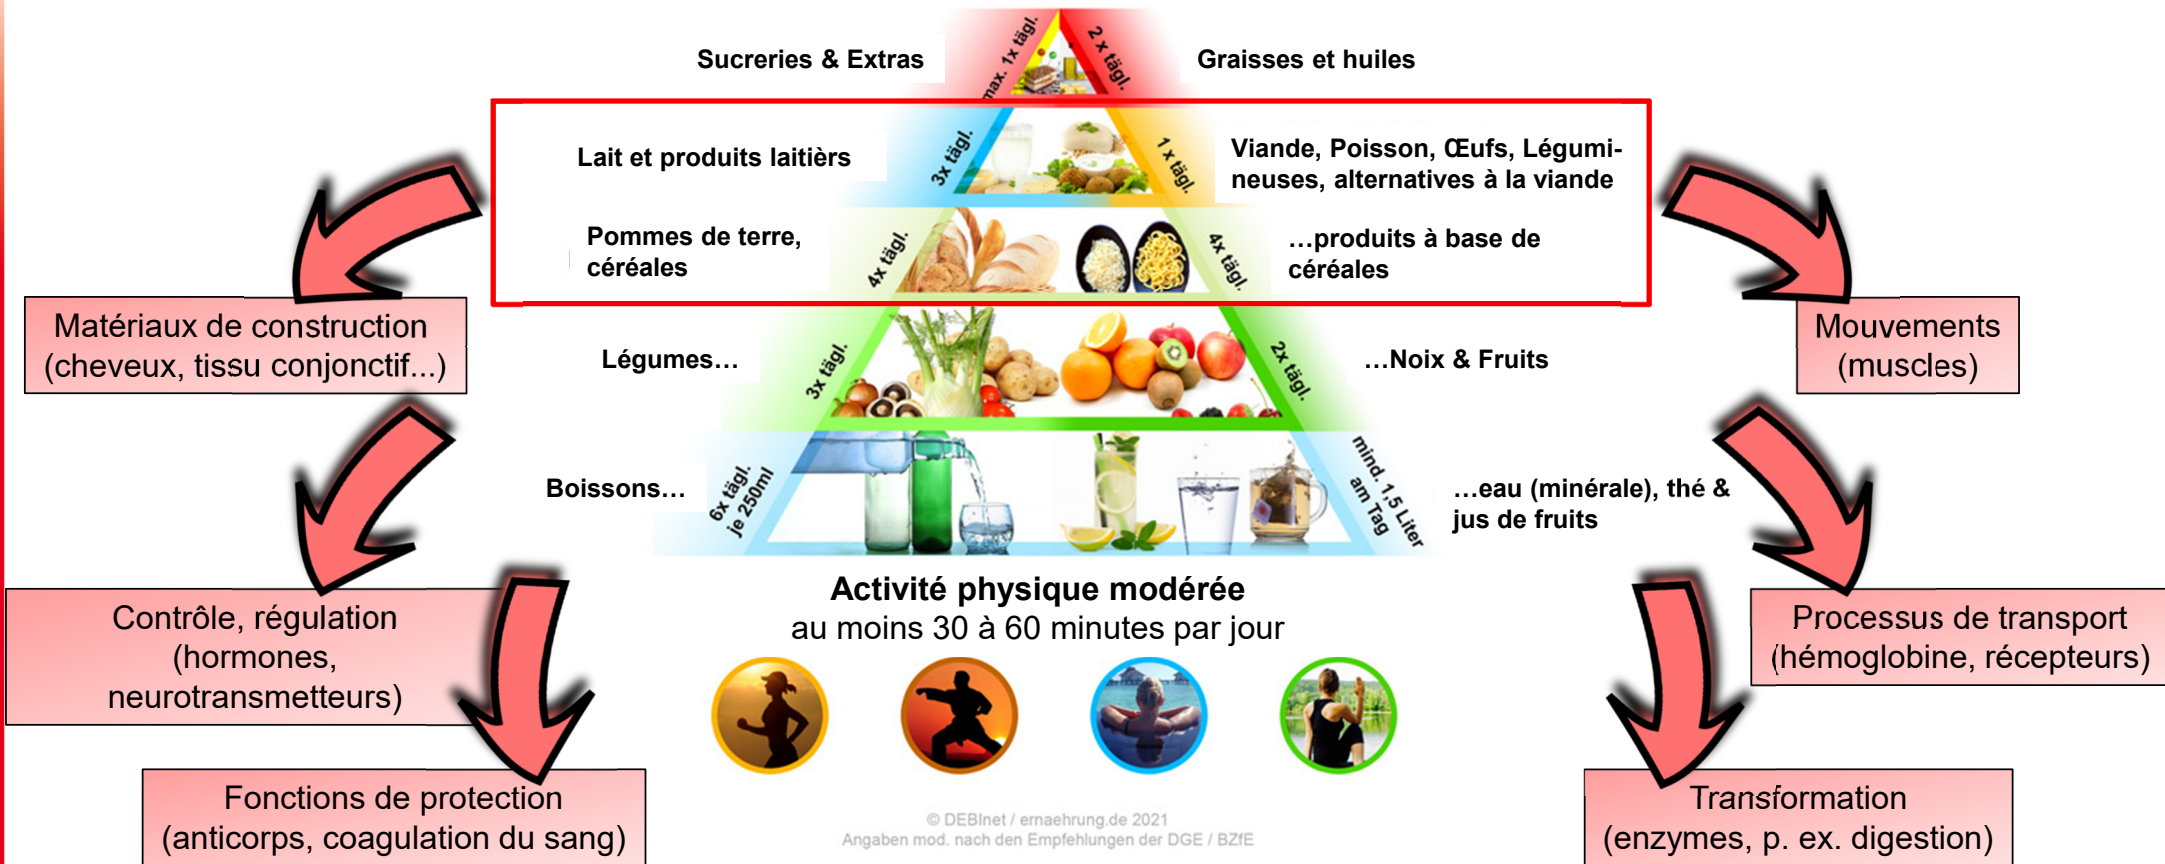 Sucreries & Extras
max. 1x tägl.
2 x tägl.
Graisses et huiles
Lait et produits laitièrs
3x tägl.
1 x tägl.
Viande, Poisson, Œufs, Légumi-
neuses, alternatives à la viande
Pommes de terre,
céréales
4x tägl.
4x tägl.
…produits à base de
céréales
Matériaux de construction
(cheveux, tissu conjonctif...)
Mouvements
(muscles)
Légumes…
3x tägl.
2x tägl.
…Noix & Fruits
Boissons…
6x tägl.
je 250ml
mind. 1,5 Liter
am Tag
…eau (minérale), thé &
jus de fruits
Activité physique modérée
au moins 30 à 60 minutes par jour
Contrôle, régulation
(hormones,
neurotransmetteurs)
Processus de transport
(hémoglobine, récepteurs)
Fonctions de protection
(anticorps, coagulation du sang)
Transformation
(enzymes, p. ex. digestion)
© DEBInet / ernaehrung.de 2021
Angaben mod. nach den Empfehlungen der DGE / BZfE